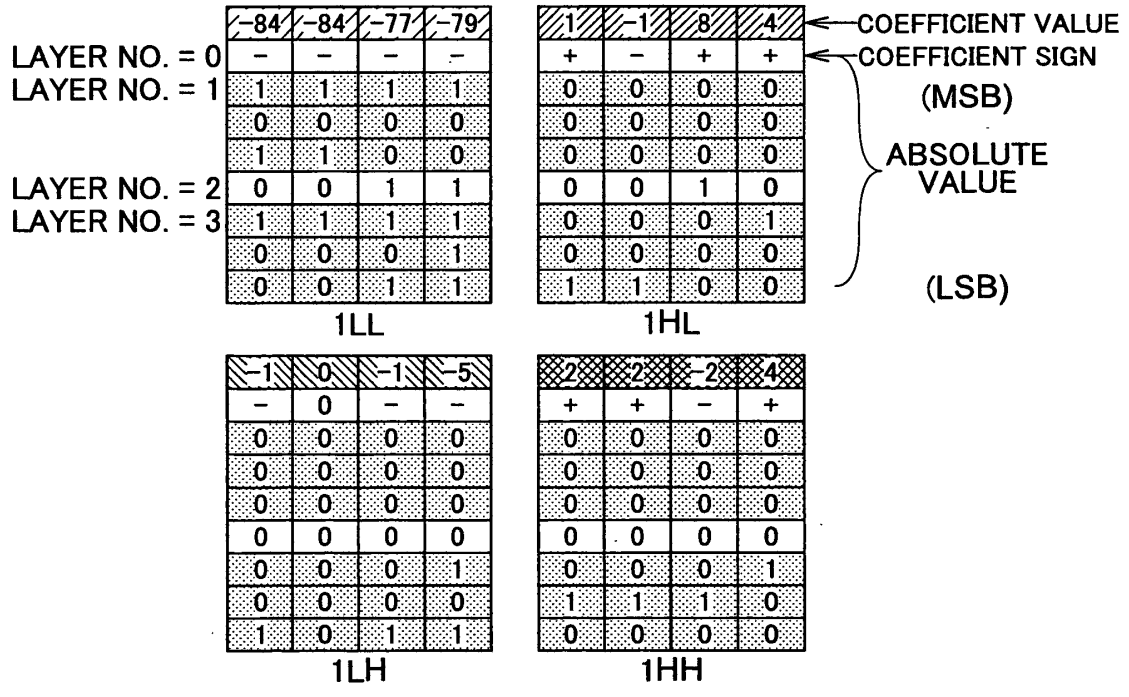 -84 -84 -77 -79 1 -1 8 4 COEFFICIENT VALUE
LAYER NO. = 0 - - - - + - + + COEFFICIENT SIGN
LAYER NO. = 1 1 1 1 1 0 0 0 0 (MSB)
0 0 0 0 0 0 0 0
1 1 0 0 0 0 0 0 ABSOLUTE
LAYER NO. = 2 0 0 1 1 0 0 1 0 VALUE
LAYER NO. = 3 1 1 1 1 0 0 0 1
0 0 0 1 0 0 0 0
0 0 1 1 1 1 0 0 (LSB)
1LL 1HL
-1 0 -1 -5 2 2 -2 4
- 0 - - + + - +
0 0 0 0 0 0 0 0
0 0 0 0 0 0 0 0
0 0 0 0 0 0 0 0
0 0 0 0 0 0 0 0
0 0 0 1 0 0 0 1
0 0 0 0 1 1 1 0
1 0 1 1 0 0 0 0
1LH 1HH